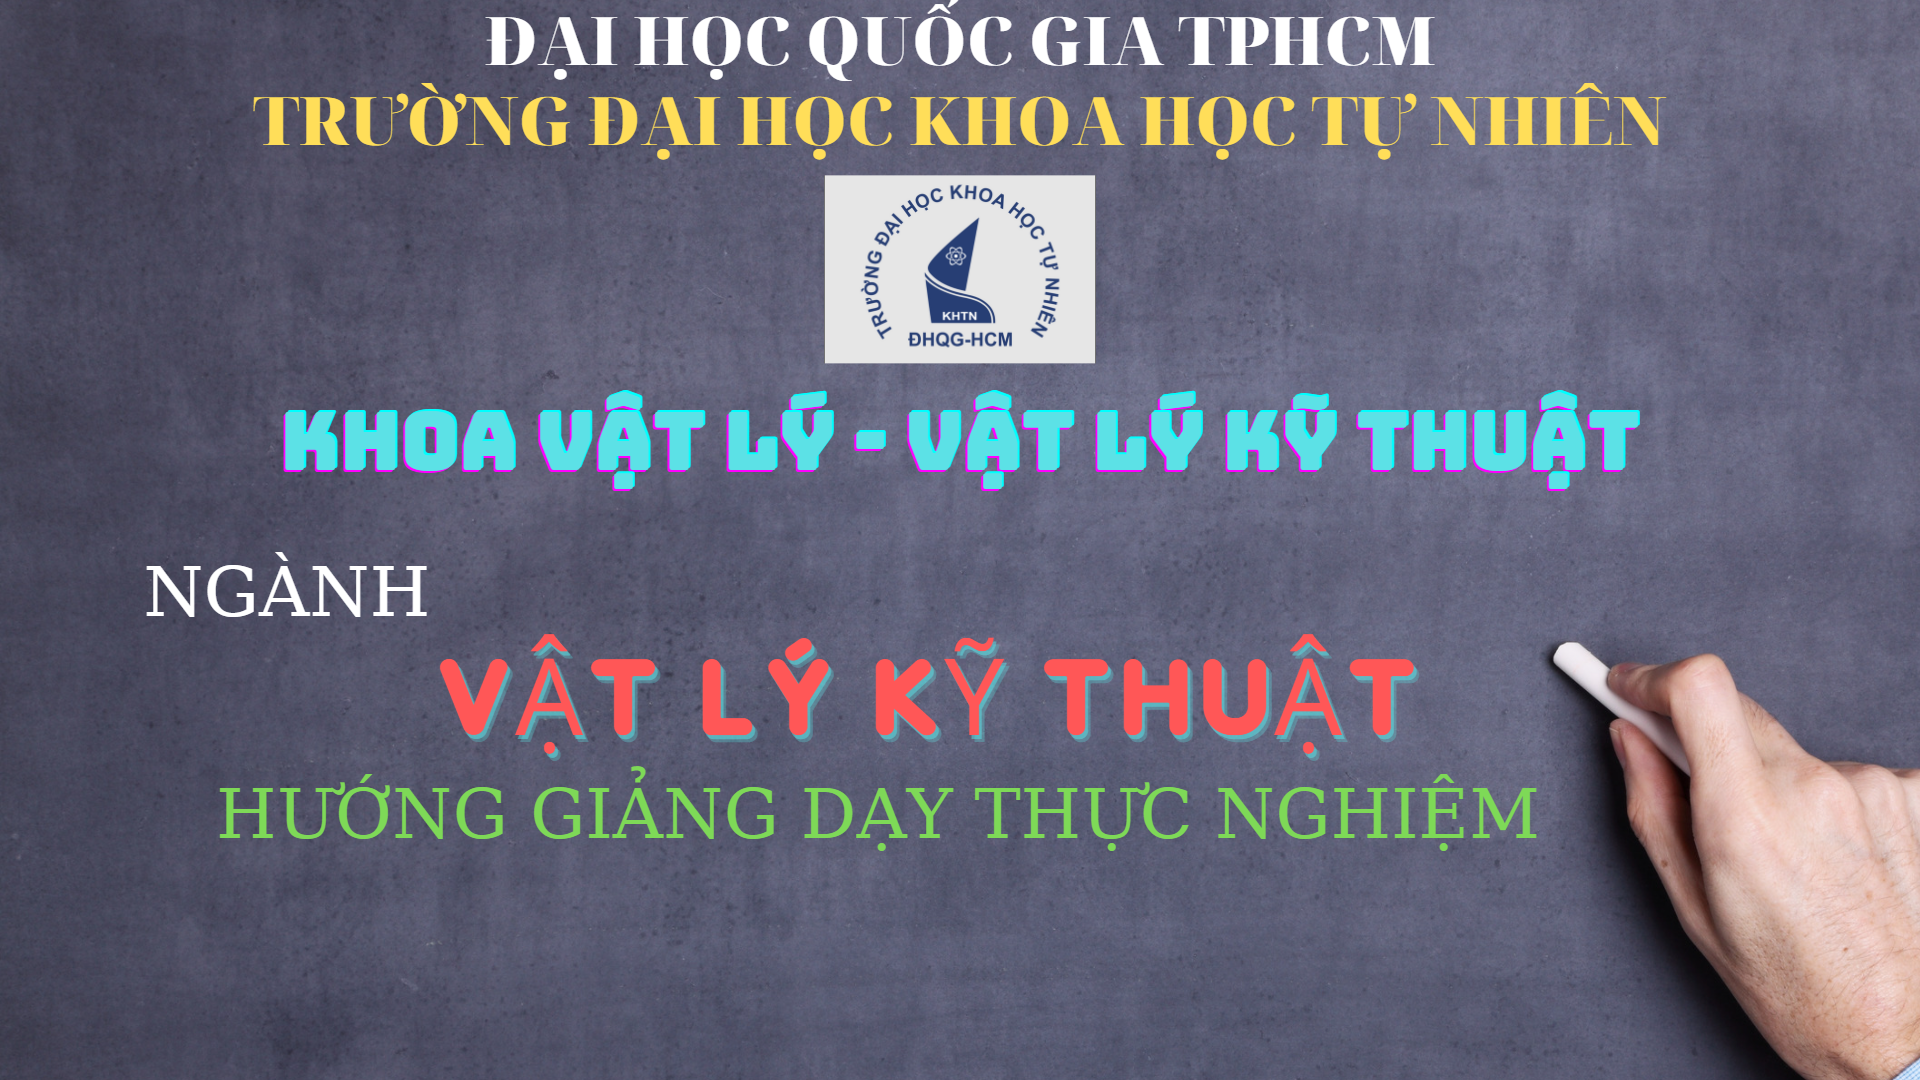 ĐẠI HỌC QUỐC GIA TPHCM
TRƯỜNG ĐẠI HỌC KHOA HỌC TỰ NHIÊN
TRƯỜNG ĐẠI HỌC KHOA HỌC TỰ NHIÊN
KHTN
ĐHQG-HCM
KHOA VẬT LÝ - VẬT LÝ KỸ THUẬT
NGÀNH
VẬT LÝ KỸ THUẬT
HƯỚNG GIẢNG DẠY THỰC NGHIỆM